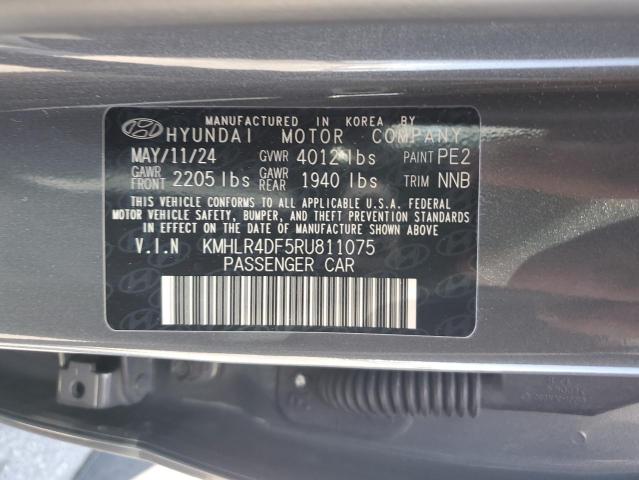 MANUFACTURED IN KOREA BY
HYUNDAI MOTOR COMPANY
MAY/11/24 GVWR 4012 lbs PAINT PE2
GAWR FRONT 2205 lbs GAWR REAR 1940 lbs TRIM NNB
THIS VEHICLE CONFORMS TO ALL APPLICABLE U.S.A. FEDERAL
MOTOR VEHICLE SAFETY, BUMPER, AND THEFT PREVENTION STANDARDS
IN EFFECT ON THE DATE OF MANUFACTURE SHOWN ABOVE.
V.I.N KMHLR4DF5RU811075
PASSENGER CAR